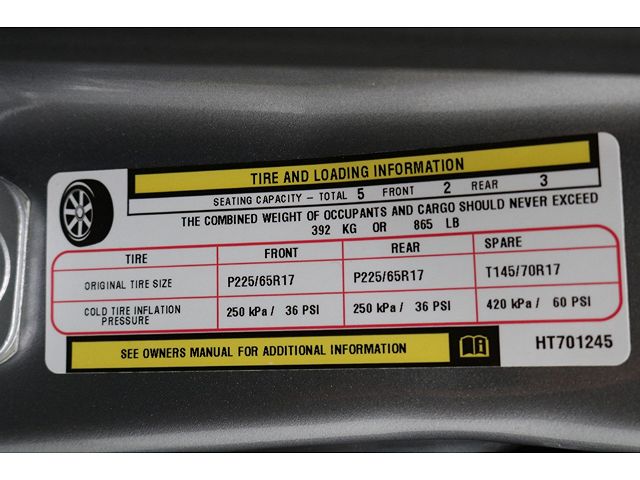 TIRE AND LOADING INFORMATION
SEATING CAPACITY – TOTAL 5 FRONT 2 REAR 3
THE COMBINED WEIGHT OF OCCUPANTS AND CARGO SHOULD NEVER EXCEED
392 KG OR 865 LB
TIRE FRONT REAR SPARE
ORIGINAL TIRE SIZE P225/65R17 P225/65R17 T145/70R17
COLD TIRE INFLATION PRESSURE 250 kPa / 36 PSI 250 kPa / 36 PSI 420 kPa / 60 PSI
SEE OWNERS MANUAL FOR ADDITIONAL INFORMATION
HT701245